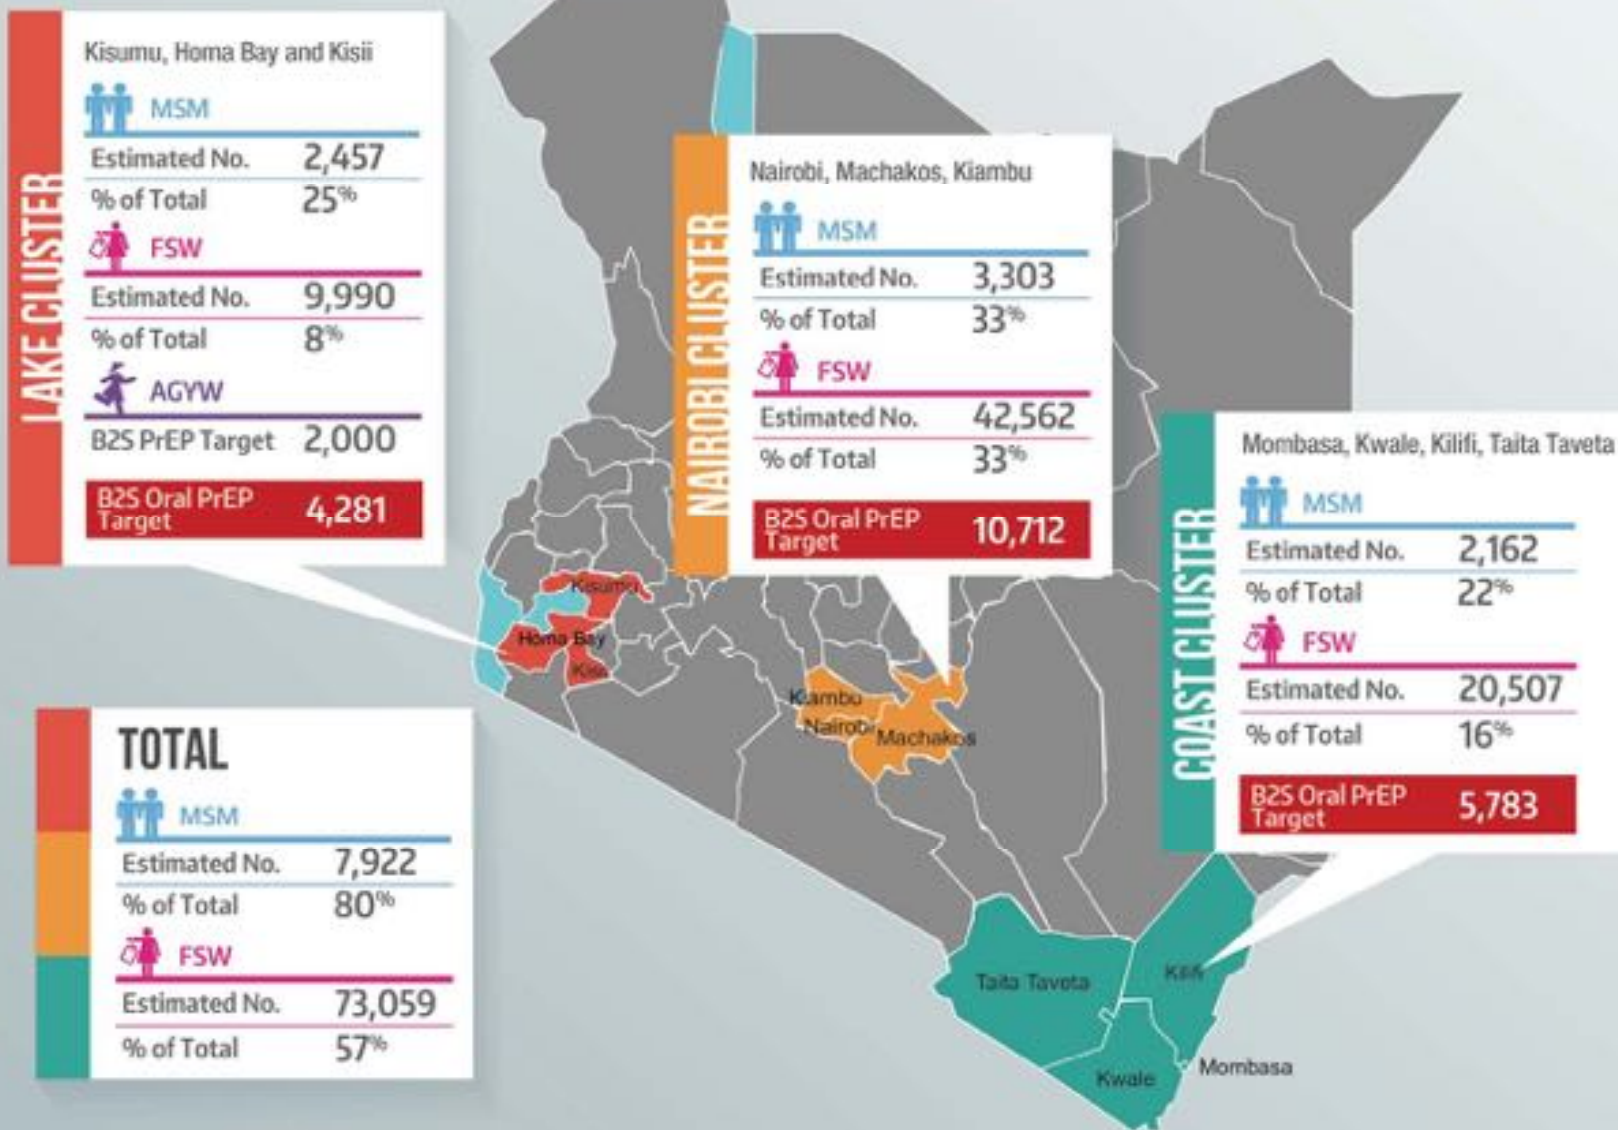 LAKE CLUSTER
Kisumu, Homa Bay and Kisii
MSM
Estimated No. 2,457
% of Total 25%
FSW
Estimated No. 9,990
% of Total 8%
AGYW
B2S PrEP Target 2,000
B2S Oral PrEP
Target 4,281
NAIROBI CLUSTER
Nairobi, Machakos, Kiambu
MSM
Estimated No. 3,303
% of Total 33%
FSW
Estimated No. 42,562
% of Total 33%
B2S Oral PrEP
Target 10,712
COAST CLUSTER
Mombasa, Kwale, Kilifi, Taita Taveta
MSM
Estimated No. 2,162
% of Total 22%
FSW
Estimated No. 20,507
% of Total 16%
B2S Oral PrEP
Target 5,783
TOTAL
MSM
Estimated No. 7,922
% of Total 80%
FSW
Estimated No. 73,059
% of Total 57%
Kisumu
Homa Bay
Kisii
Kiambu
Nairobi
Machakos
Taita Taveta
Kilifi
Kwale
Mombasa